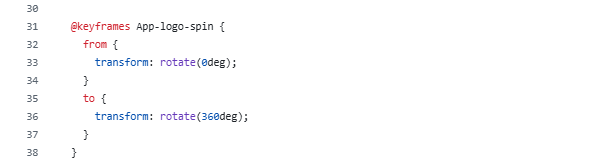 30
31 @keyframes App-logo-spin {
32 from {
33 transform: rotate(0deg);
34 }
35 to {
36 transform: rotate(360deg);
37 }
38 }